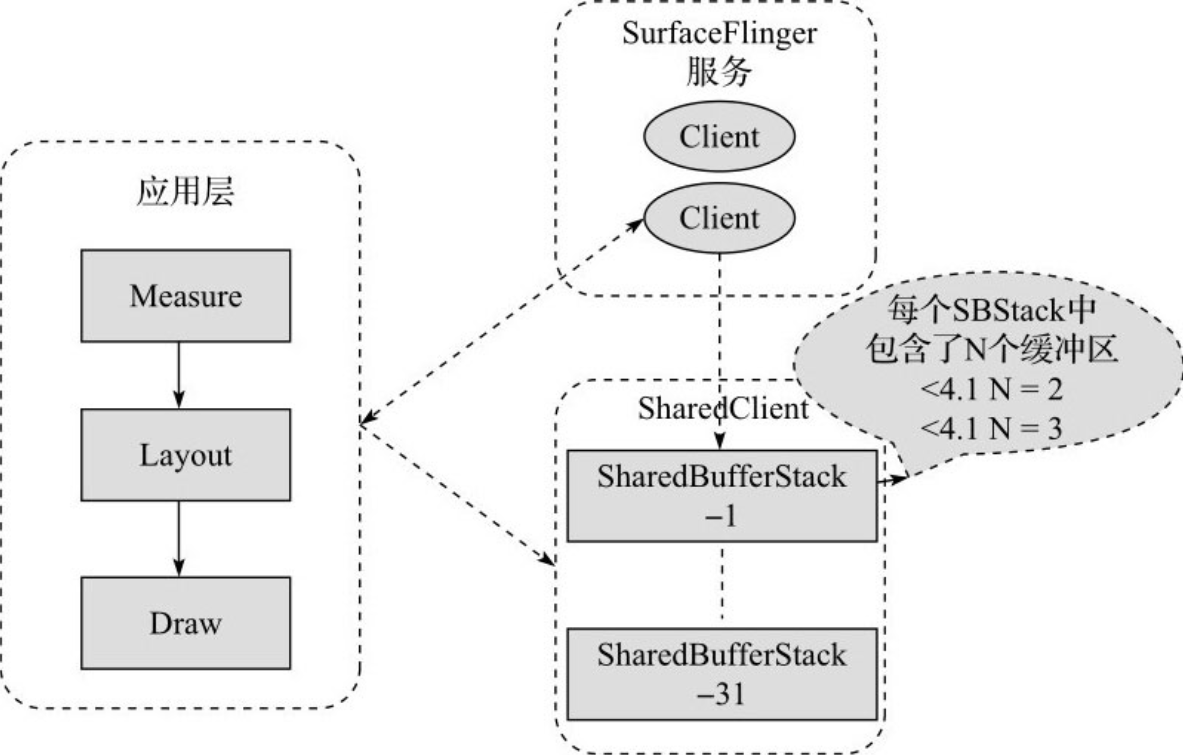 应用层
Measure
Layout
Draw
SurfaceFlinger
服务
Client
Client
SharedClient
SharedBufferStack
–1
SharedBufferStack
–31
每个SBStack中
包含了N个缓冲区
<4.1 N = 2
<4.1 N = 3